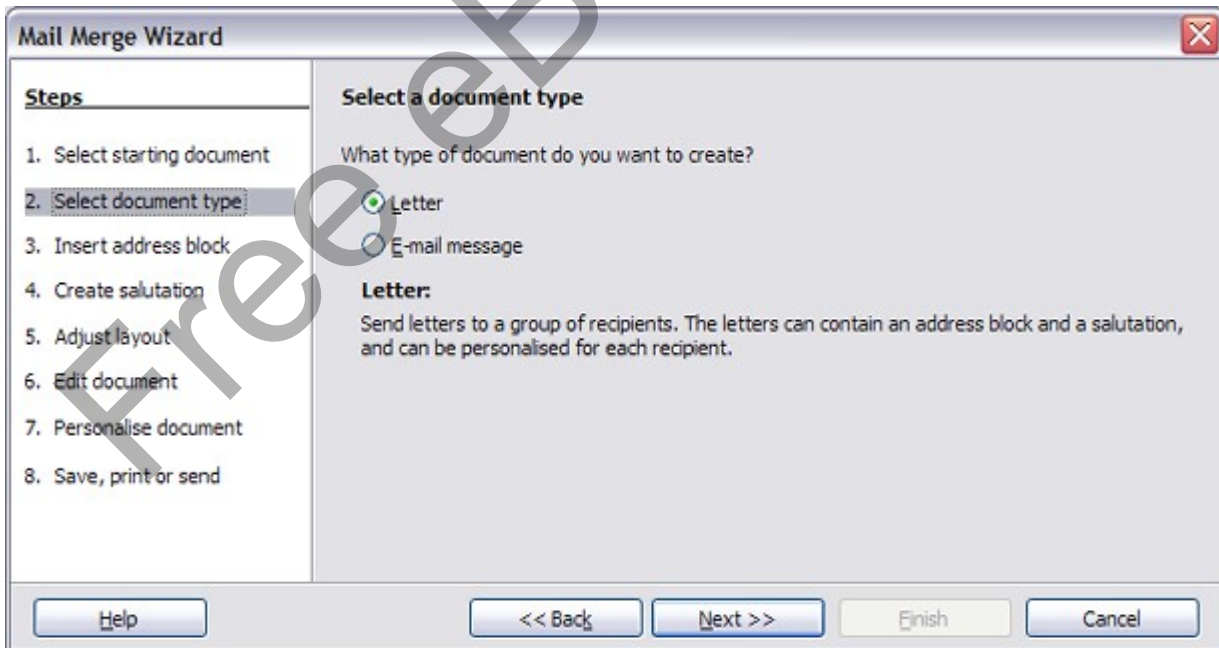 Mail Merge Wizard
Steps
1. Select starting document
2. Select document type
3. Insert address block
4. Create salutation
5. Adjust layout
6. Edit document
7. Personalise document
8. Save, print or send
Select a document type
What type of document do you want to create?
Letter
E-mail message
Letter:
Send letters to a group of recipients. The letters can contain an address block and a salutation,
and can be personalised for each recipient.
Help
<< Back
Next >>
Finish
Cancel
Free eB